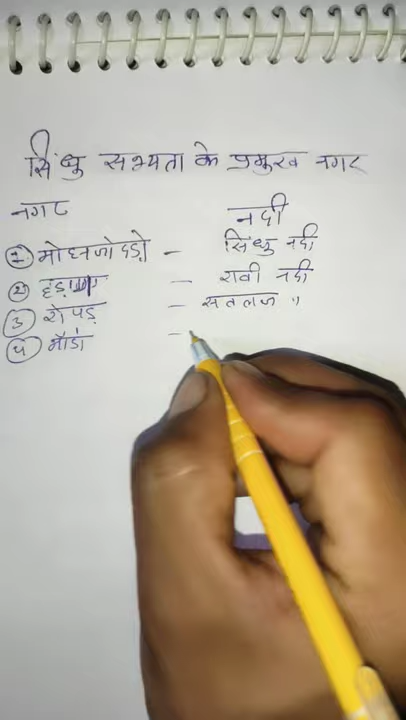 सिंधु सभ्यता के प्रमुख नगर
नगर नदी
① मोहनजोदड़ो - सिंधु नदी
② हड़प्पा - रावी नदी
③ रोपड़ - सतलज "
④ माँडा -